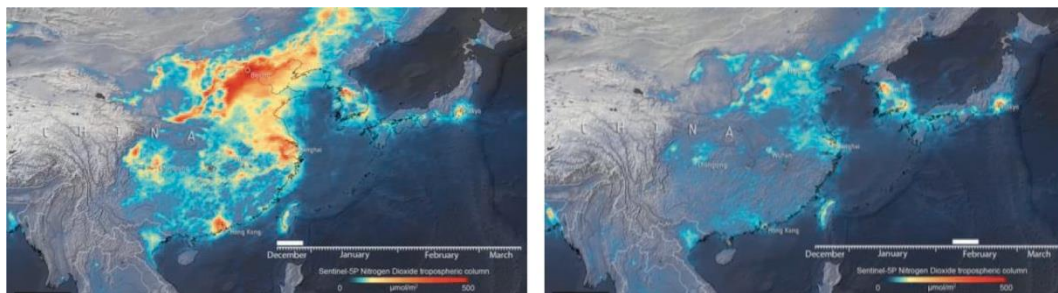 Beijing
C H I N A
Shanghai
Chongqing
Hong Kong
December January February March
Sentinel-5P Nitrogen Dioxide tropospheric column
0 µmol/m² 500
C H I N A
Shanghai
Wuhan
Chongqing
Hong Kong
December January February March
Sentinel-5P Nitrogen Dioxide tropospheric column
0 µmol/m² 500